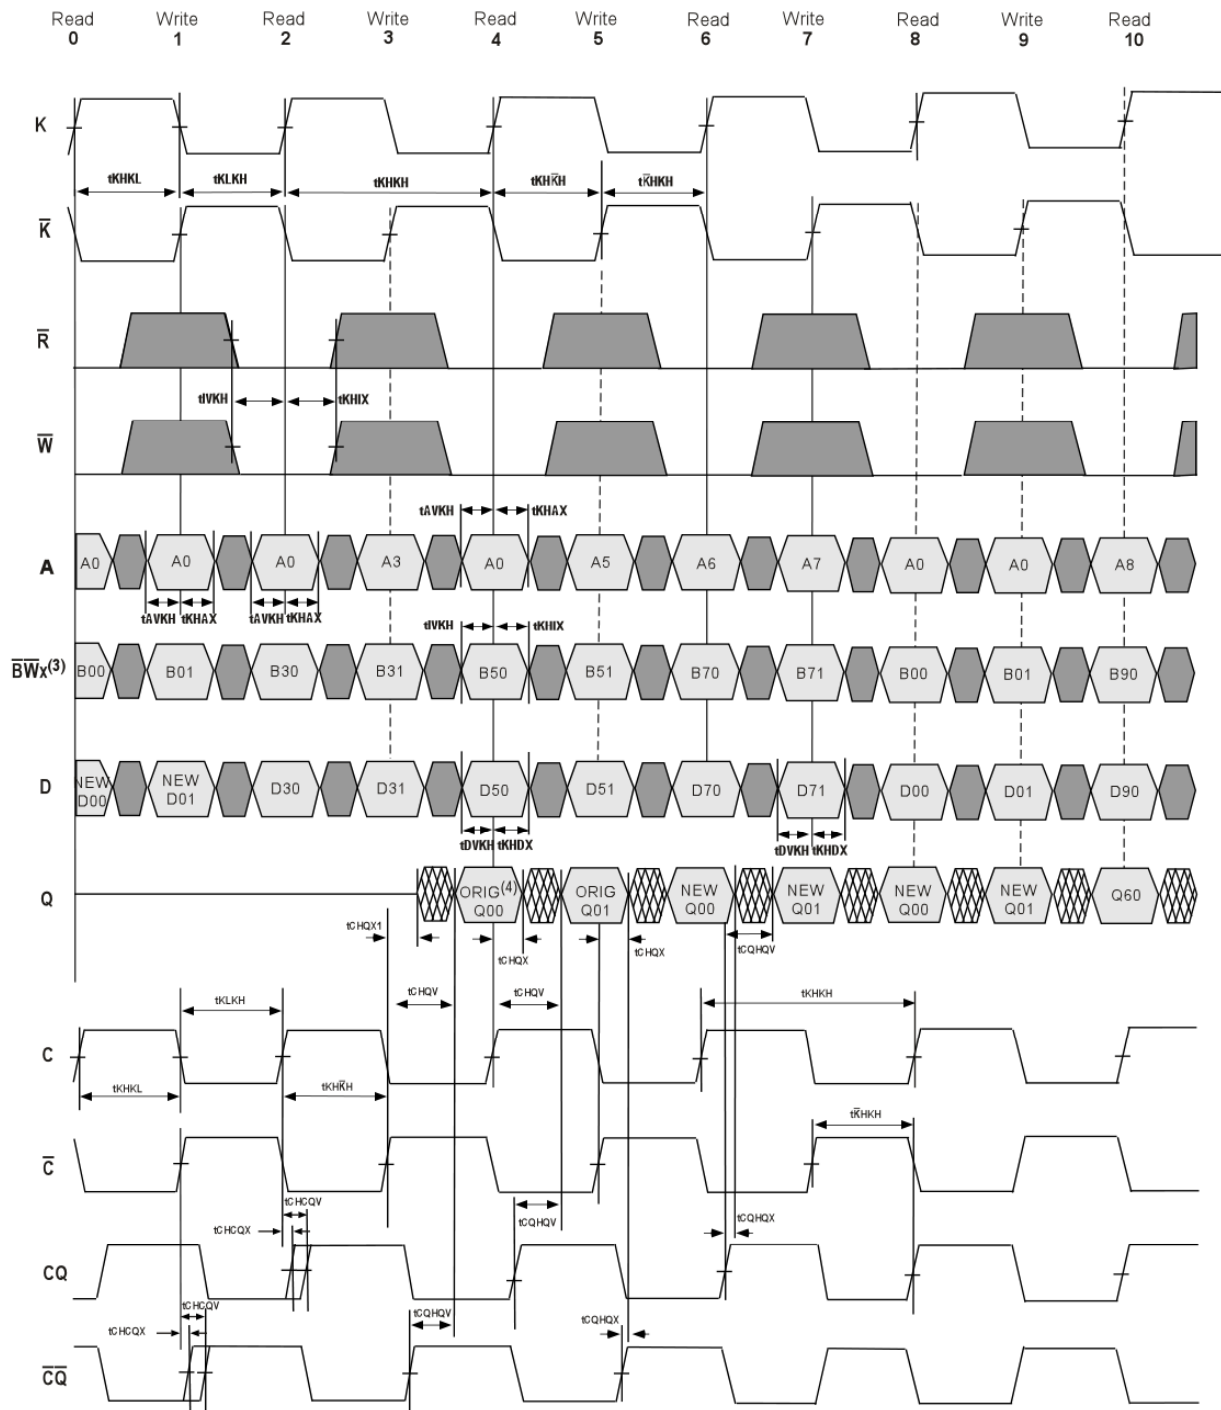 Read Write Read Write Read Write Read Write Read Write Read
0 1 2 3 4 5 6 7 8 9 10
K
tKHKL tKLKH tKHKH tKHK̅H tK̅HKH
K̅
R̅
tIVKH tKHIX
W̅
tAVKH tKHAX
A A0 A0 A0 A3 A0 A5 A6 A7 A0 A0 A8
tAVKH tKHAX tAVKH tKHAX
tIVKH tKHIX
B̅W̅x(3) B00 B01 B30 B31 B50 B51 B70 B71 B00 B01 B90
D NEW D00 NEW D01 D30 D31 D50 D51 D70 D71 D00 D01 D90
tDVKH tKHDX tDVKH tKHDX
Q ORIG(4) Q00 ORIG Q01 NEW Q00 NEW Q01 NEW Q00 NEW Q01 Q60
tCHQX1 tCHQX tCHQX tCQHQV
tCHQV tCHQV tKHKH
tKLKH
C
tKHKL tKHK̅H
tK̅HKH
C̅
tCHCQV
tCHCQX tCQHQV tCQHQX
CQ
tCHCQV
tCQHQV tCQHQX
tCHCQX
C̅Q̅